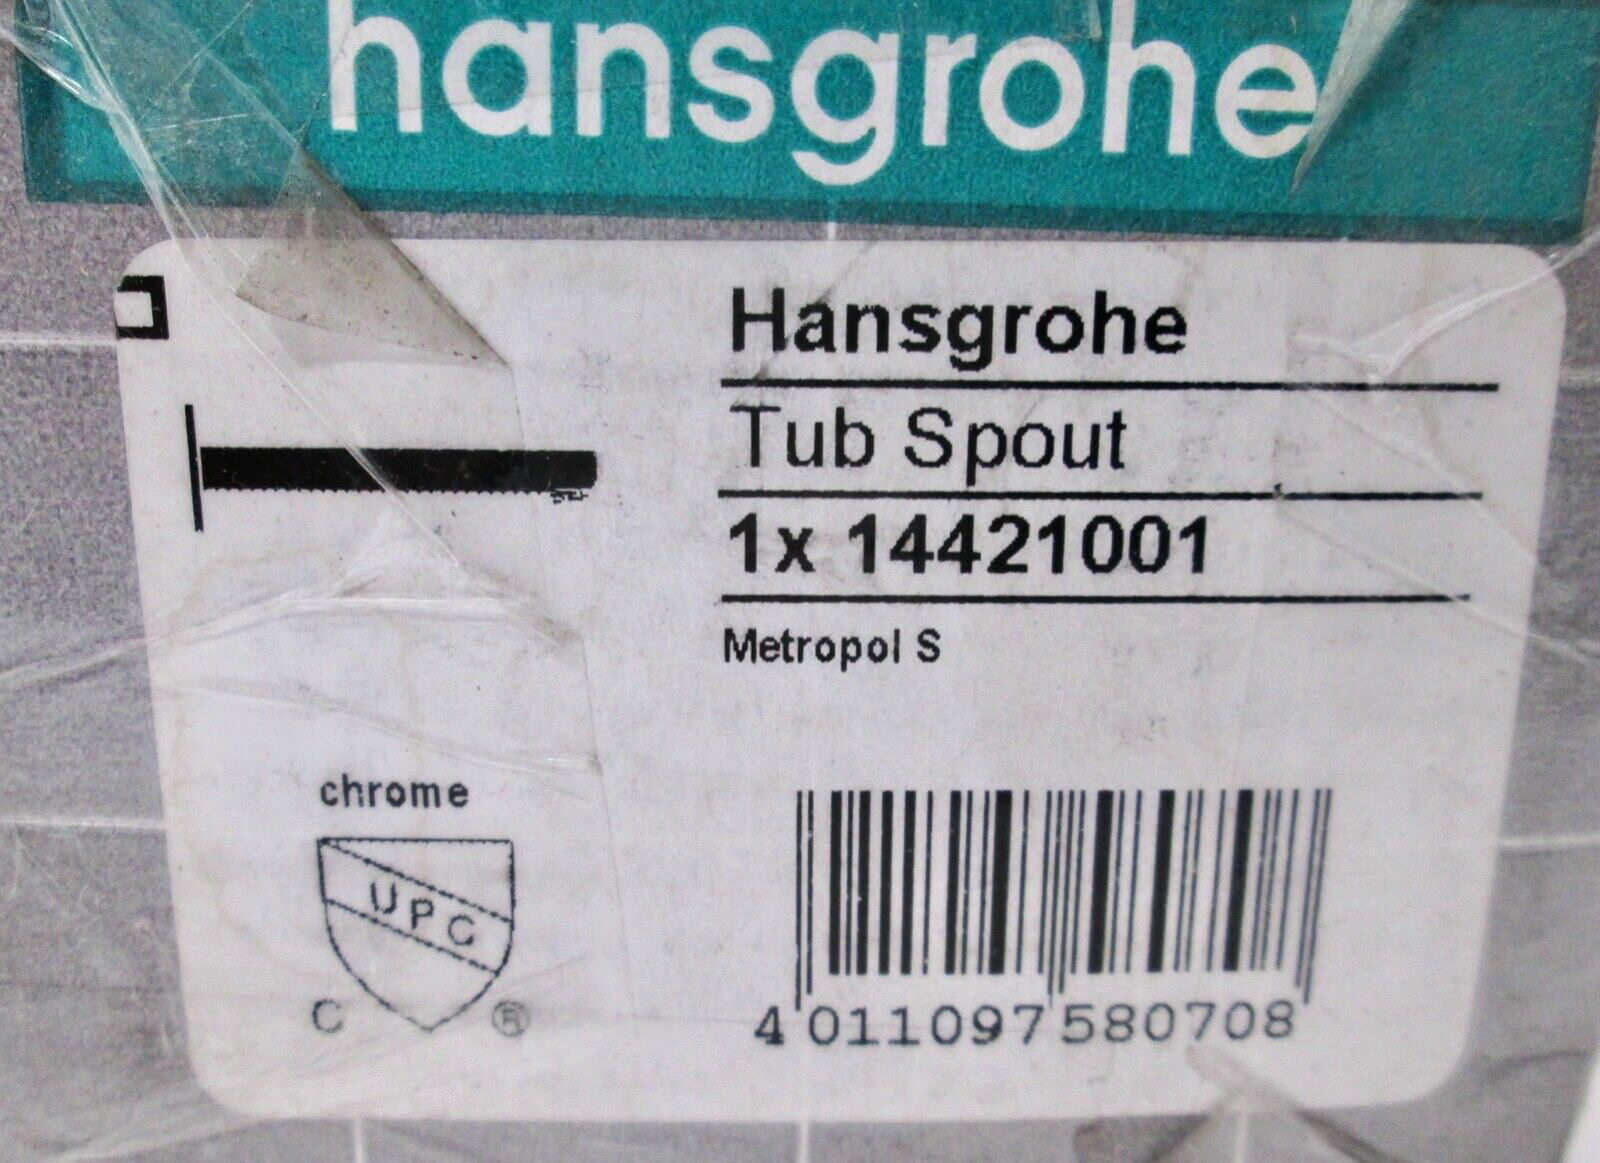 hansgrohe
Hansgrohe
Tub Spout
1x 14421001
Metropol S
chrome
UPC
C ®
4 011097 580708